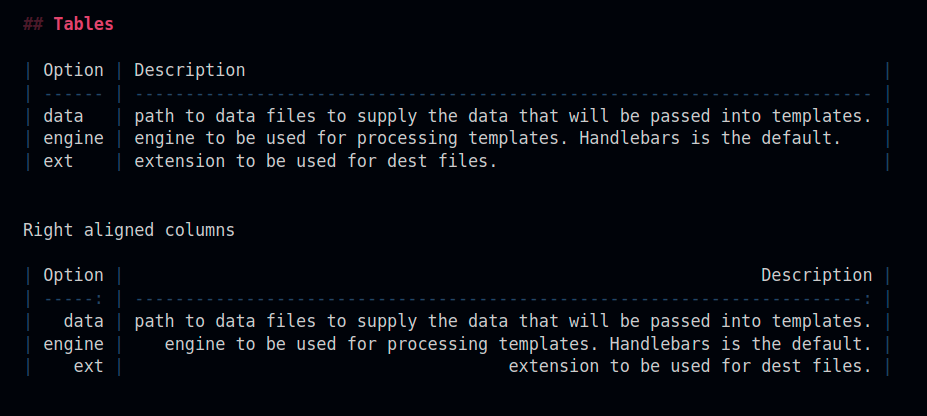 ## Tables
| Option | Description                                                               |
| ------ | ------------------------------------------------------------------------- |
| data   | path to data files to supply the data that will be passed into templates. |
| engine | engine to be used for processing templates. Handlebars is the default.    |
| ext    | extension to be used for dest files.                                      |
Right aligned columns
| Option |                                                               Description |
| -----: | ------------------------------------------------------------------------: |
|   data | path to data files to supply the data that will be passed into templates. |
| engine |    engine to be used for processing templates. Handlebars is the default. |
|    ext |                                      extension to be used for dest files. |